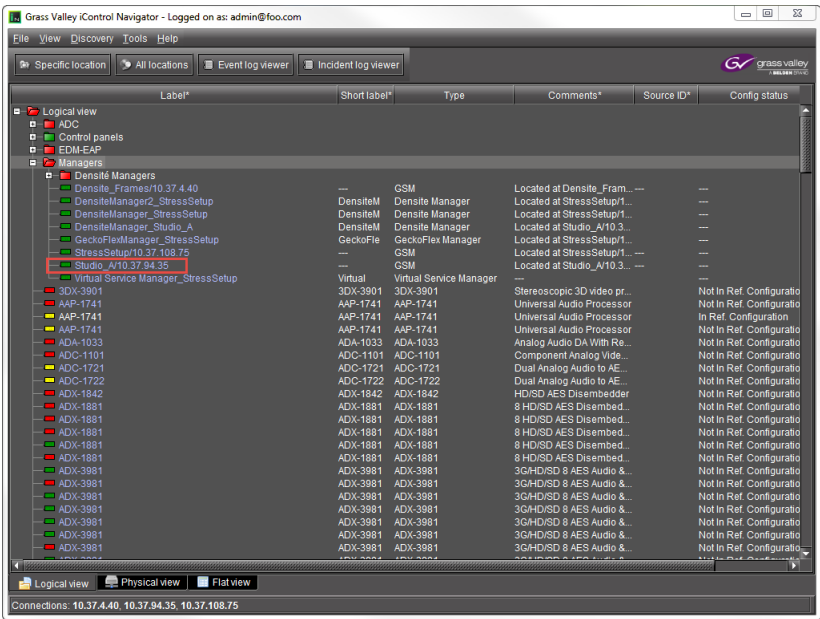 Grass Valley iControl Navigator - Logged on as: admin@foo.com
File View Discovery Tools Help
Specific location All locations Event log viewer Incident log viewer
GV grass valley
A BELDEN BRAND
Label* Short label* Type Comments* Source ID* Config status
Logical view
ADC
Control panels
EDM-EAP
Managers
Densité Managers
Densite_Frames/10.37.4.40 --- GSM Located at Densite_Fram... --- ---
DensiteManager2_StressSetup DensiteM Densite Manager Located at StressSetup/1... ---
DensiteManager_StressSetup DensiteM Densite Manager Located at StressSetup/1... ---
DensiteManager_Studio_A DensiteM Densite Manager Located at Studio_A/10.3... ---
GeckoFlexManager_StressSetup GeckoFle GeckoFlex Manager Located at StressSetup/1... ---
StressSetup/10.37.108.75 --- GSM Located at StressSetup/1... --- ---
Studio_A/10.37.94.35 --- GSM Located at Studio_A/10.3... --- ---
Virtual Service Manager_StressSetup Virtual Virtual Service Manager --- ---
3DX-3901 3DX-3901 3DX-3901 Stereoscopic 3D video pr... Not In Ref. Configuratio
AAP-1741 AAP-1741 AAP-1741 Universal Audio Processor Not In Ref. Configuratio
AAP-1741 AAP-1741 AAP-1741 Universal Audio Processor In Ref. Configuration
AAP-1741 AAP-1741 AAP-1741 Universal Audio Processor Not In Ref. Configuratio
ADA-1033 ADA-1033 ADA-1033 Analog Audio DA With Re... Not In Ref. Configuratio
ADC-1101 ADC-1101 ADC-1101 Component Analog Vide... Not In Ref. Configuratio
ADC-1721 ADC-1721 ADC-1721 Dual Analog Audio to AE... Not In Ref. Configuratio
ADC-1722 ADC-1722 ADC-1722 Dual Analog Audio to AE... Not In Ref. Configuratio
ADX-1842 ADX-1842 ADX-1842 HD/SD AES Disembedder Not In Ref. Configuratio
ADX-1881 ADX-1881 ADX-1881 8 HD/SD AES Disembed... Not In Ref. Configuratio
ADX-1881 ADX-1881 ADX-1881 8 HD/SD AES Disembed... Not In Ref. Configuratio
ADX-1881 ADX-1881 ADX-1881 8 HD/SD AES Disembed... Not In Ref. Configuratio
ADX-1881 ADX-1881 ADX-1881 8 HD/SD AES Disembed... Not In Ref. Configuratio
ADX-1881 ADX-1881 ADX-1881 8 HD/SD AES Disembed... Not In Ref. Configuratio
ADX-1881 ADX-1881 ADX-1881 8 HD/SD AES Disembed... Not In Ref. Configuratio
ADX-3981 ADX-3981 ADX-3981 3G/HD/SD 8 AES Audio &... Not In Ref. Configuratio
ADX-3981 ADX-3981 ADX-3981 3G/HD/SD 8 AES Audio &... Not In Ref. Configuratio
ADX-3981 ADX-3981 ADX-3981 3G/HD/SD 8 AES Audio &... Not In Ref. Configuratio
ADX-3981 ADX-3981 ADX-3981 3G/HD/SD 8 AES Audio &... Not In Ref. Configuratio
ADX-3981 ADX-3981 ADX-3981 3G/HD/SD 8 AES Audio &... Not In Ref. Configuratio
ADX-3981 ADX-3981 ADX-3981 3G/HD/SD 8 AES Audio &... Not In Ref. Configuratio
ADX-3981 ADX-3981 ADX-3981 3G/HD/SD 8 AES Audio &... Not In Ref. Configuratio
Logical view Physical view Flat view
Connections: 10.37.4.40, 10.37.94.35, 10.37.108.75